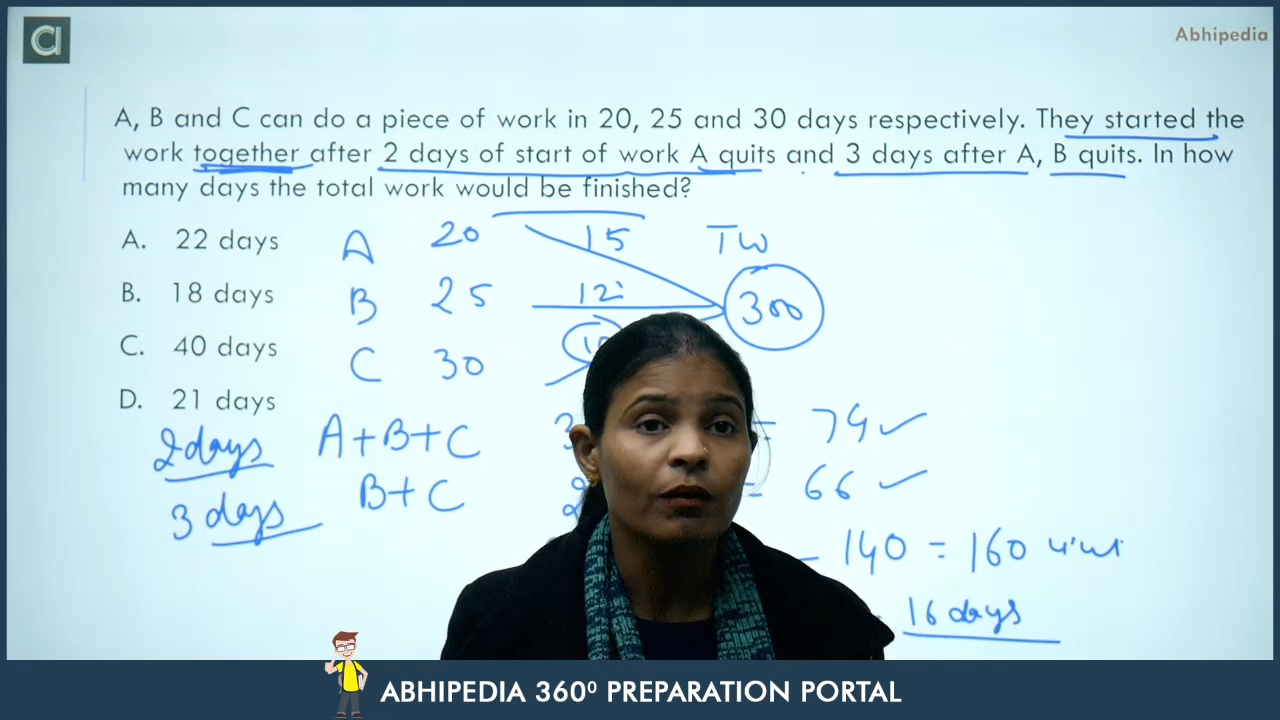 Abhipedia
A, B and C can do a piece of work in 20, 25 and 30 days respectively. They started the
work together after 2 days of start of work A quits and 3 days after A, B quits. In how
many days the total work would be finished?
A. 22 days
B. 18 days
C. 40 days
D. 21 days
A 20 15 TW
B 25 12 300
C 30
2 days A+B+C = 74
3 days B+C = 66
- 140 = 160
16 days
ABHIPEDIA 360⁰ PREPARATION PORTAL